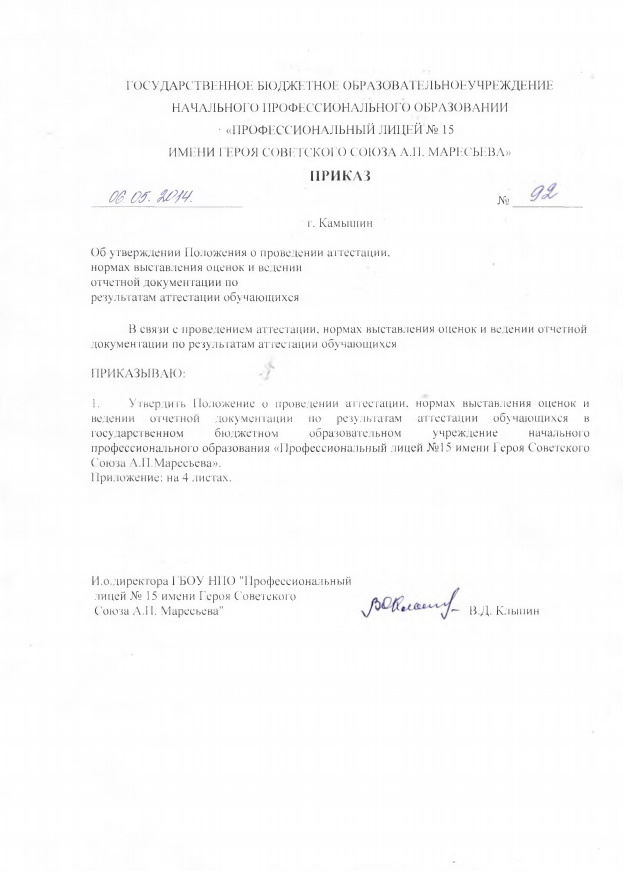 ГОСУДАРСТВЕННОЕ БЮДЖЕТНОЕ ОБРАЗОВАТЕЛЬНОЕУЧРЕЖДЕНИЕ
НАЧАЛЬНОГО ПРОФЕССИОНАЛЬНОГО ОБРАЗОВАНИИ
«ПРОФЕССИОНАЛЬНЫЙ ЛИЦЕЙ № 15
ИМЕНИ ГЕРОЯ СОВЕТСКОГО СОЮЗА А.П. МАРЕСЬЕВА»
ПРИКАЗ
06 05. 2014. № 92
г. Камышин
Об утверждении Положения о проведении аттестации,
нормах выставления оценок и ведении
отчетной документации по
результатам аттестации обучающихся
В связи с проведением аттестации, нормах выставления оценок и ведении отчетной
документации по результатам аттестации обучающихся
ПРИКАЗЫВАЮ:
1. Утвердить Положение о проведении аттестации, нормах выставления оценок и
ведении отчетной документации по результатам аттестации обучающихся в
государственном бюджетном образовательном учреждение начального
профессионального образования «Профессиональный лицей №15 имени Героя Советского
Союза А.П.Маресьева».
Приложение: на 4 листах.
И.о.директора ГБОУ НПО "Профессиональный
лицей № 15 имени Героя Советского
Союза А.П. Маресьева" В.Д. Клыпин